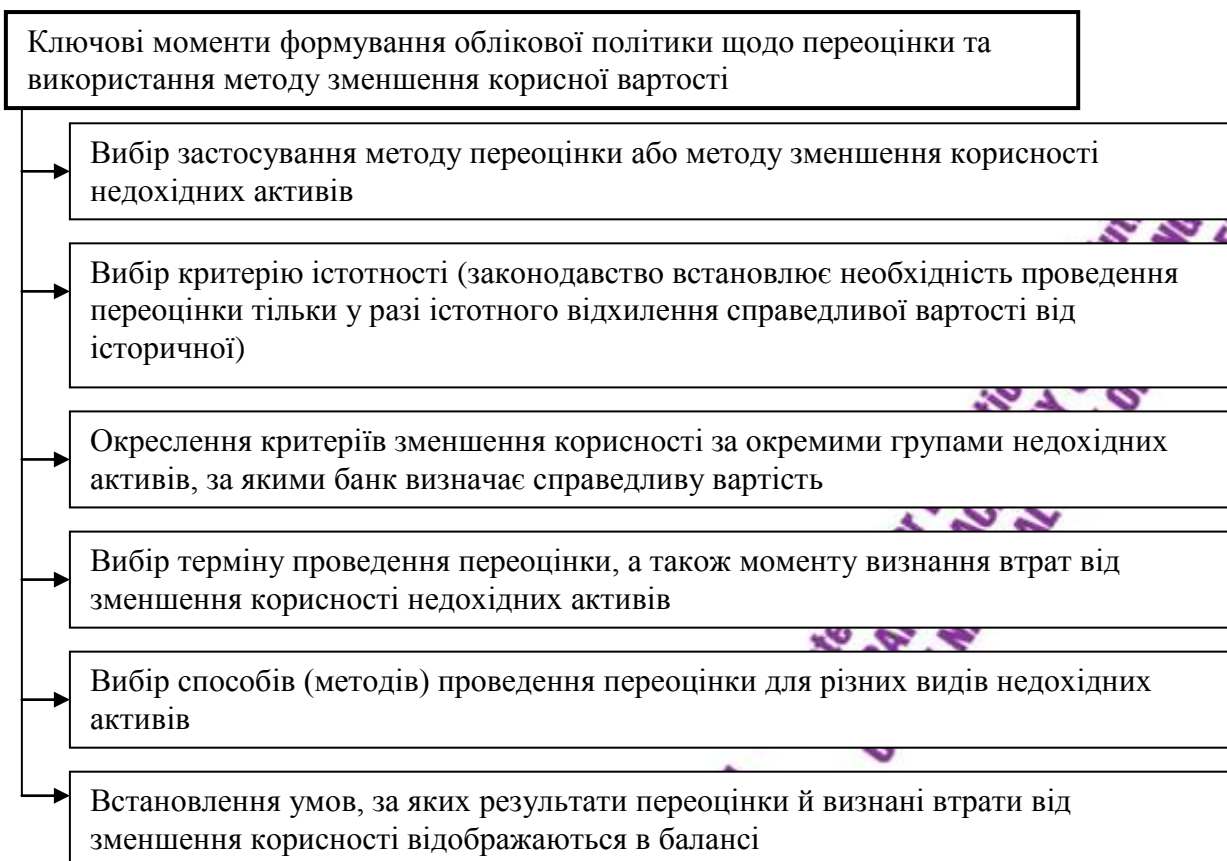 Ключові моменти формування облікової політики щодо переоцінки та
використання методу зменшення корисної вартості
Вибір застосування методу переоцінки або методу зменшення корисності
недохідних активів
Вибір критерію істотності (законодавство встановлює необхідність проведення
переоцінки тільки у разі істотного відхилення справедливої вартості від
історичної)
Окреслення критеріїв зменшення корисності за окремими групами недохідних
активів, за якими банк визначає справедливу вартість
Вибір терміну проведення переоцінки, а також моменту визнання втрат від
зменшення корисності недохідних активів
Вибір способів (методів) проведення переоцінки для різних видів недохідних
активів
Встановлення умов, за яких результати переоцінки й визнані втрати від
зменшення корисності відображаються в балансі